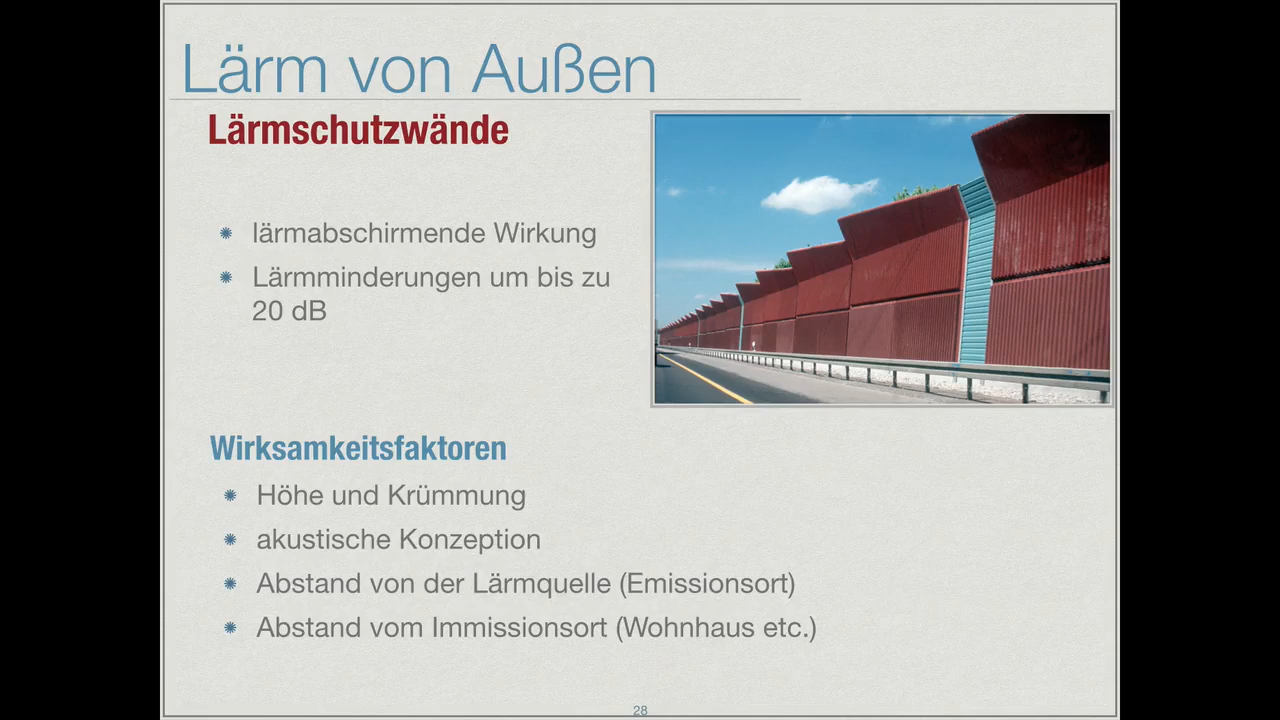 Lärm von Außen
Lärmschutzwände
lärmabschirmende Wirkung
Lärmminderungen um bis zu
20 dB
Wirksamkeitsfaktoren
Höhe und Krümmung
akustische Konzeption
Abstand von der Lärmquelle (Emissionsort)
Abstand vom Immissionsort (Wohnhaus etc.)
28